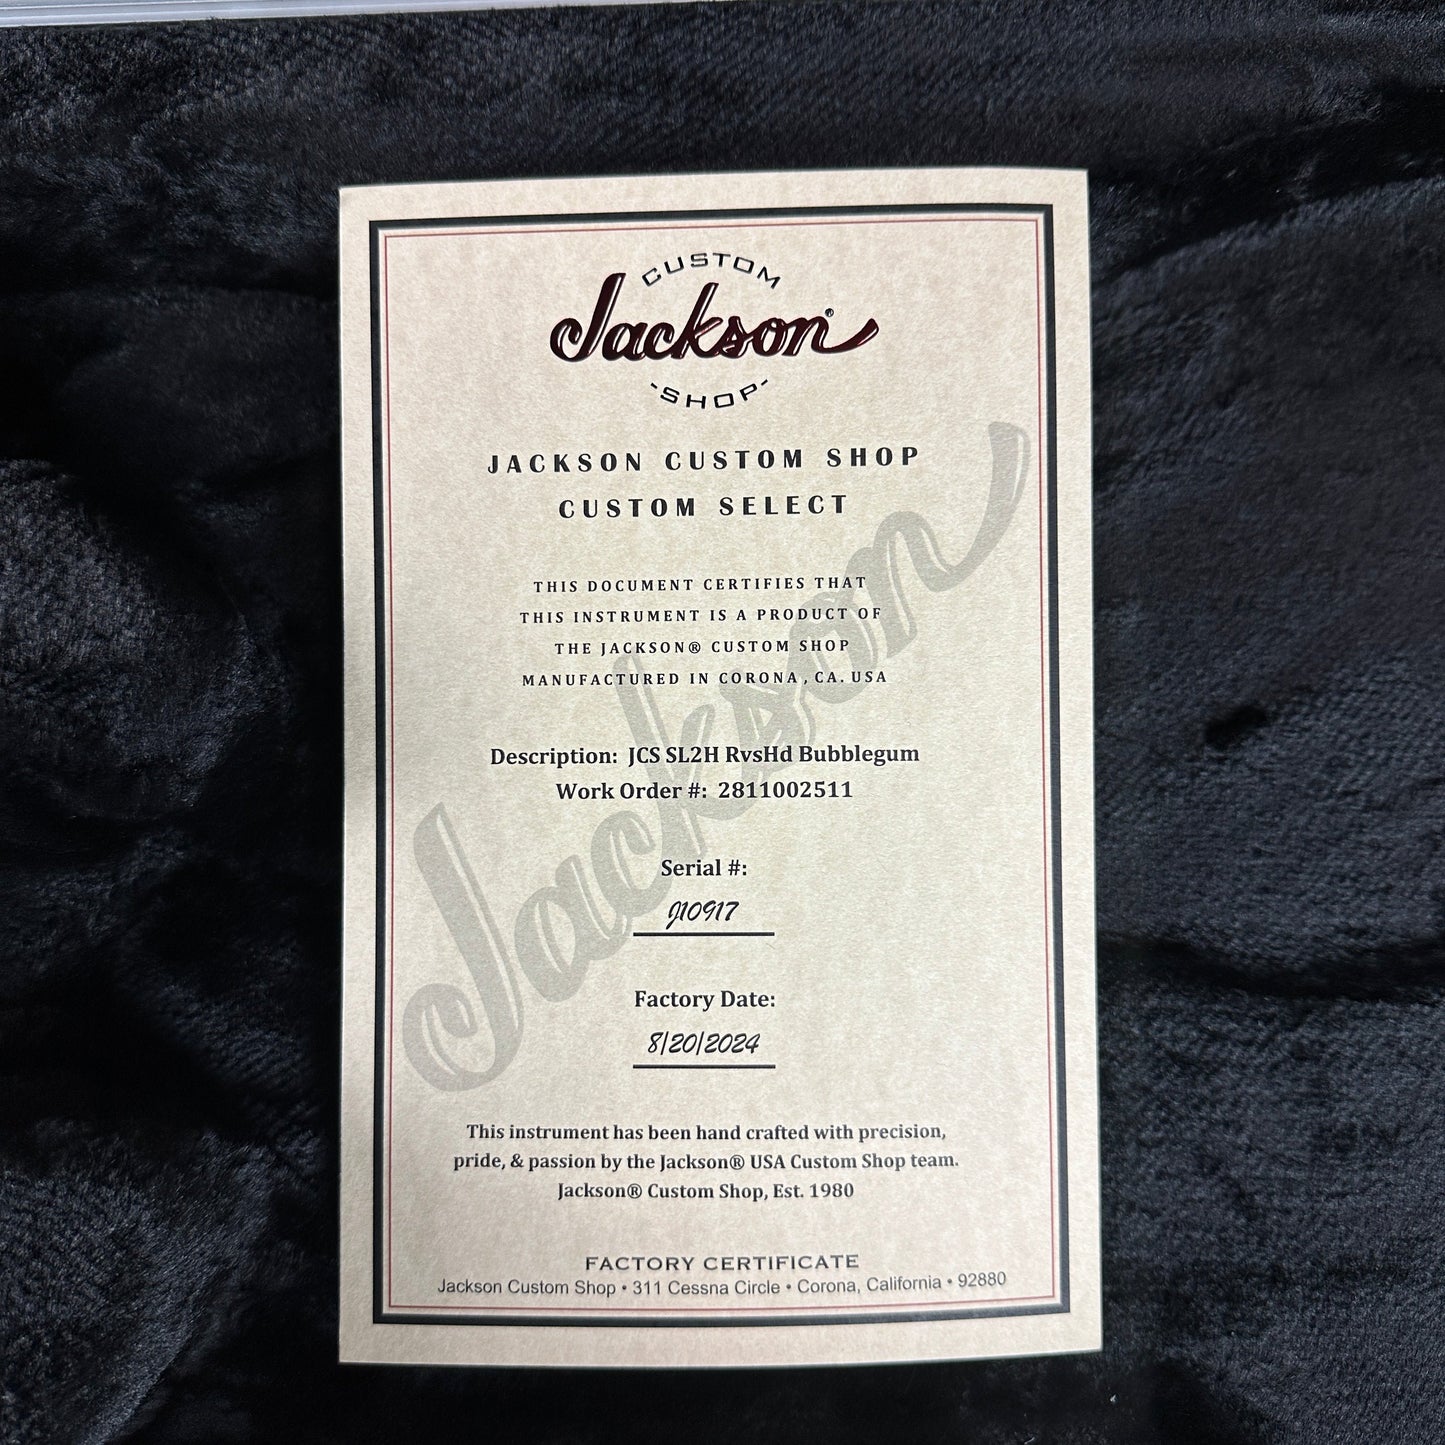 CUSTOM
Jackson®
-SHOP-
JACKSON CUSTOM SHOP
CUSTOM SELECT
THIS DOCUMENT CERTIFIES THAT
THIS INSTRUMENT IS A PRODUCT OF
THE JACKSON® CUSTOM SHOP
MANUFACTURED IN CORONA, CA. USA
Jackson
Description: JCS SL2H RvsHd Bubblegum
Work Order #: 2811002511
Serial #:
J10917
Factory Date:
8/20/2024
This instrument has been hand crafted with precision,
pride, & passion by the Jackson® USA Custom Shop team.
Jackson® Custom Shop, Est. 1980
FACTORY CERTIFICATE
Jackson Custom Shop • 311 Cessna Circle • Corona, California • 92880